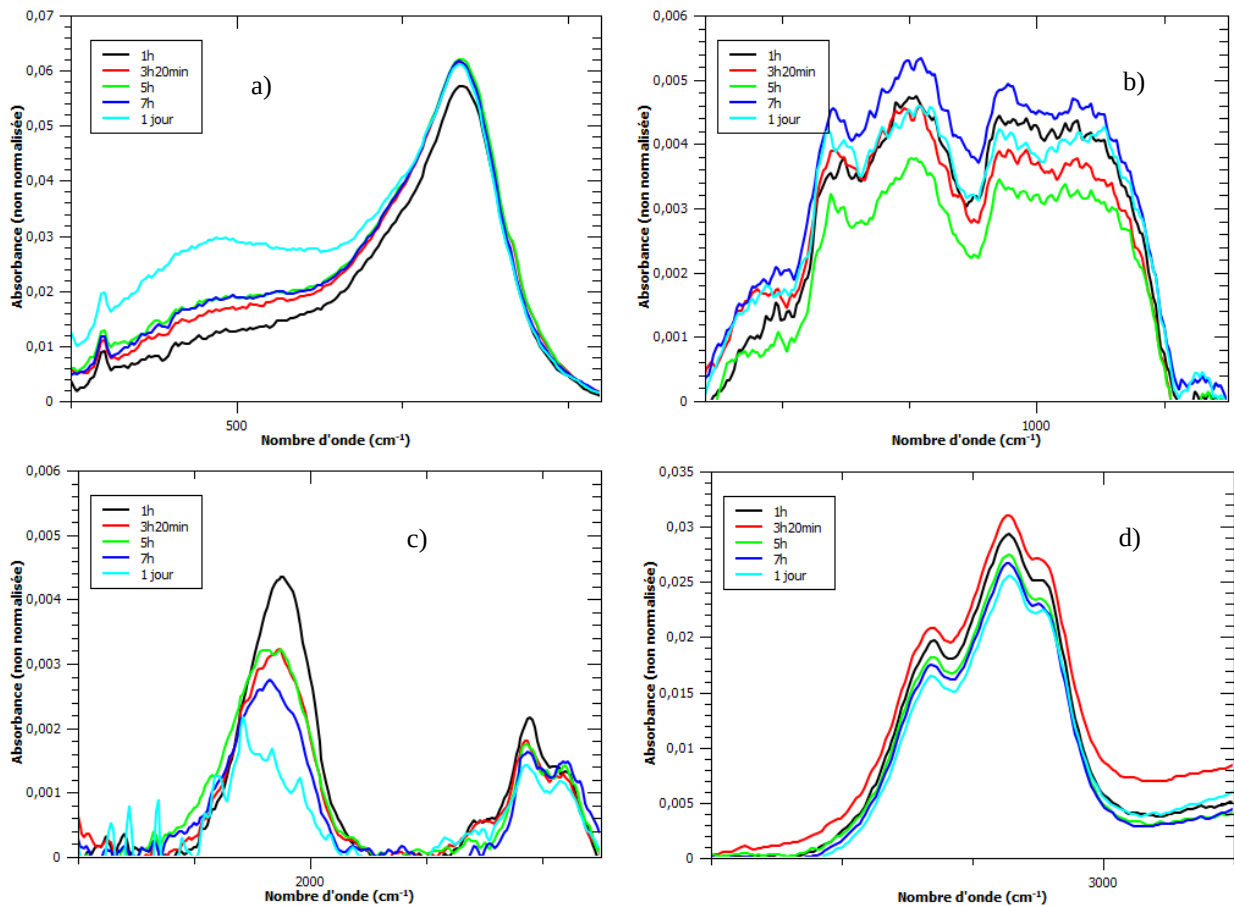 0,07
0,06
0,05
0,04
0,03
0,02
0,01
0
Absorbance (non normalisée)
1h
3h20min
5h
7h
1 jour
a)
500
Nombre d'onde (cm⁻¹)
0,006
0,005
0,004
0,003
0,002
0,001
0
Absorbance (non normalisée)
1h
3h20min
5h
7h
1 jour
b)
1000
Nombre d'onde (cm⁻¹)
0,006
0,005
0,004
0,003
0,002
0,001
0
Absorbance (non normalisée)
1h
3h20min
5h
7h
1 jour
c)
2000
Nombre d'onde (cm⁻¹)
0,035
0,03
0,025
0,02
0,015
0,01
0,005
0
Absorbance (non normalisée)
1h
3h20min
5h
7h
1 jour
d)
3000
Nombre d'onde (cm⁻¹)